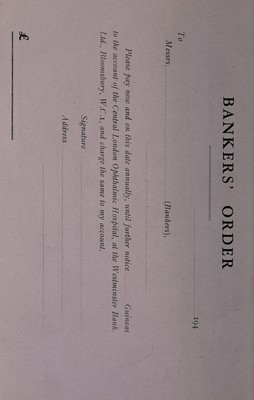 BANKERS' ORDER
194
To
Messrs. (Bankers),
Please pay now and on this date annually, until further notice Guineas
to the account of the Central London Ophthalmic Hospital, at the Westminster Bank.
Ltd., Bloomsbury, W.C.1, and charge the same to my account.
Signature
Address
£